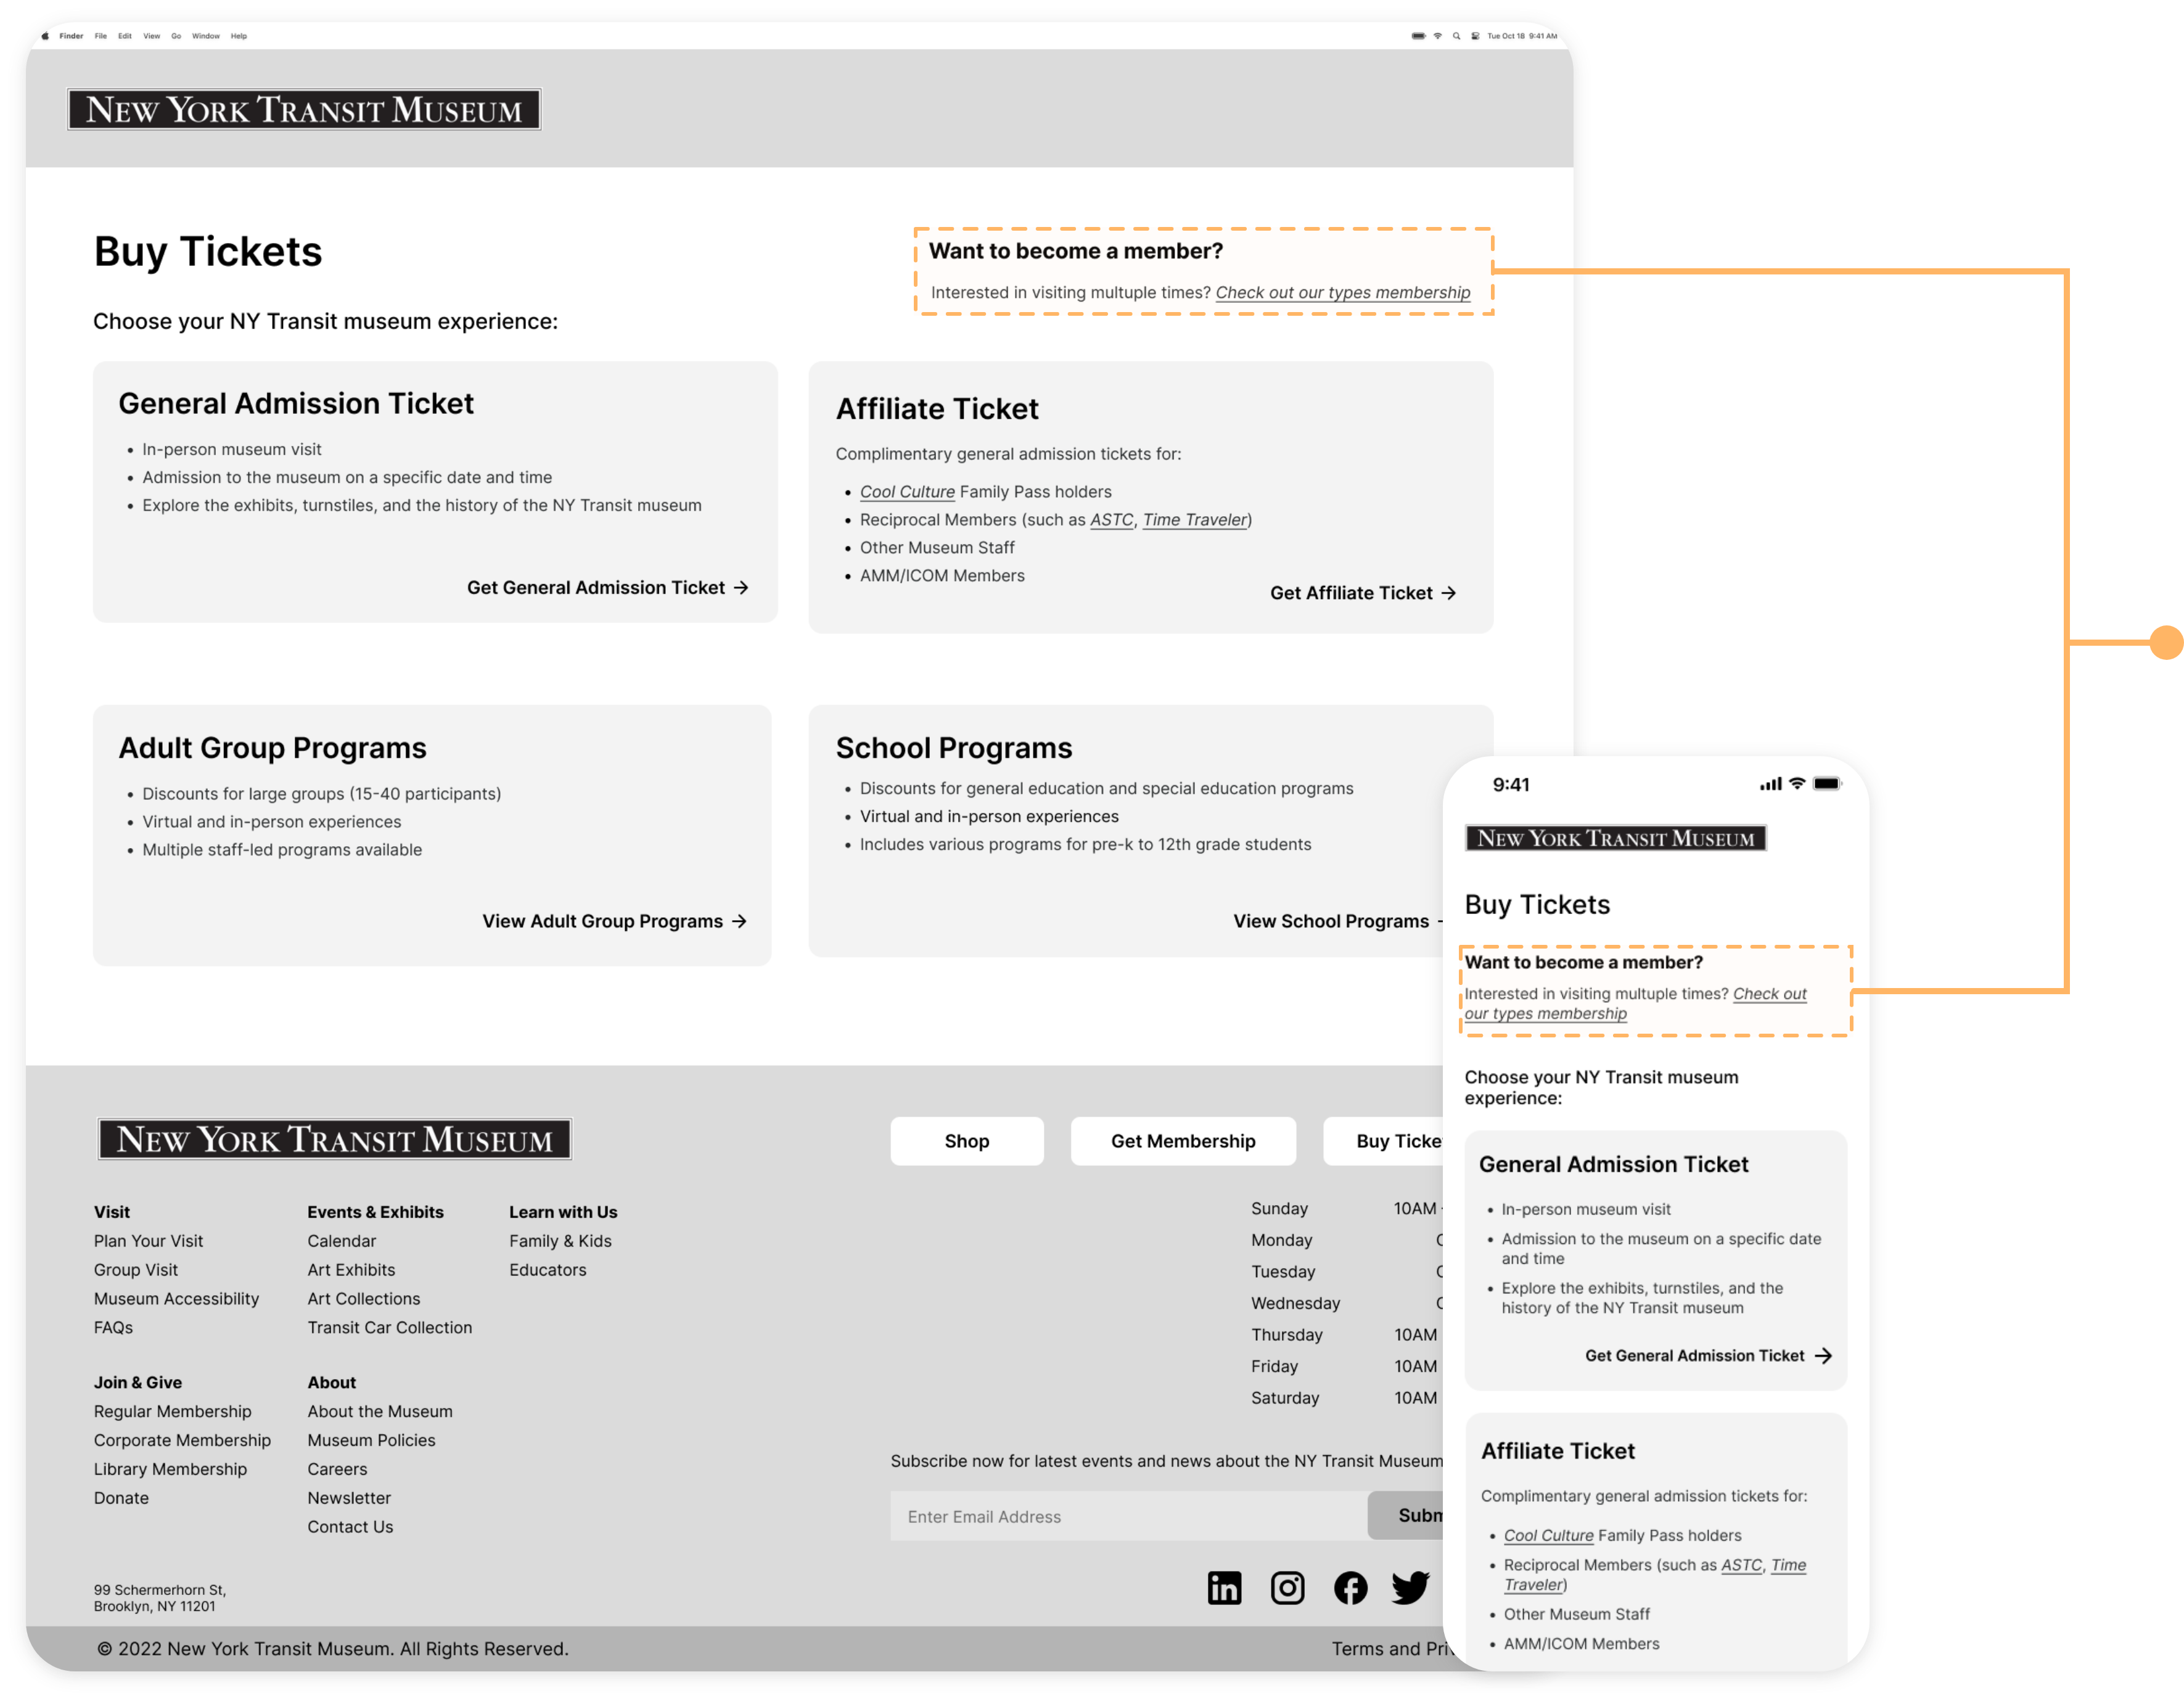 Finder File Edit View Go Window Help
Tue Oct 18 9:41 AM
NEW YORK TRANSIT MUSEUM
Buy Tickets
Want to become a member?
Interested in visiting multuple times? Check out our types membership
Choose your NY Transit museum experience:
General Admission Ticket
• In-person museum visit
• Admission to the museum on a specific date and time
• Explore the exhibits, turnstiles, and the history of the NY Transit museum
Get General Admission Ticket →
Affiliate Ticket
Complimentary general admission tickets for:
• Cool Culture Family Pass holders
• Reciprocal Members (such as ASTC, Time Traveler)
• Other Museum Staff
• AMM/ICOM Members
Get Affiliate Ticket →
Adult Group Programs
• Discounts for large groups (15-40 participants)
• Virtual and in-person experiences
• Multiple staff-led programs available
View Adult Group Programs →
School Programs
• Discounts for general education and special education programs
• Virtual and in-person experiences
• Includes various programs for pre-k to 12th grade students
View School Programs
NEW YORK TRANSIT MUSEUM
Visit
Plan Your Visit
Group Visit
Museum Accessibility
FAQs
Events & Exhibits
Calendar
Art Exhibits
Art Collections
Transit Car Collection
Learn with Us
Family & Kids
Educators
Join & Give
Regular Membership
Corporate Membership
Library Membership
Donate
About
About the Museum
Museum Policies
Careers
Newsletter
Contact Us
99 Schermerhorn St,
Brooklyn, NY 11201
Shop
Get Membership
Buy Ticke
Sunday 10AM
Monday
Tuesday
Wednesday
Thursday 10AM
Friday 10AM
Saturday 10AM
Subscribe now for latest events and news about the NY Transit Museum
Enter Email Address
Subm
© 2022 New York Transit Museum. All Rights Reserved.
Terms and Pri
9:41
NEW YORK TRANSIT MUSEUM
Buy Tickets
Want to become a member?
Interested in visiting multuple times? Check out
our types membership
Choose your NY Transit museum
experience:
General Admission Ticket
• In-person museum visit
• Admission to the museum on a specific date
and time
• Explore the exhibits, turnstiles, and the
history of the NY Transit museum
Get General Admission Ticket →
Affiliate Ticket
Complimentary general admission tickets for:
• Cool Culture Family Pass holders
• Reciprocal Members (such as ASTC, Time
Traveler)
• Other Museum Staff
• AMM/ICOM Members